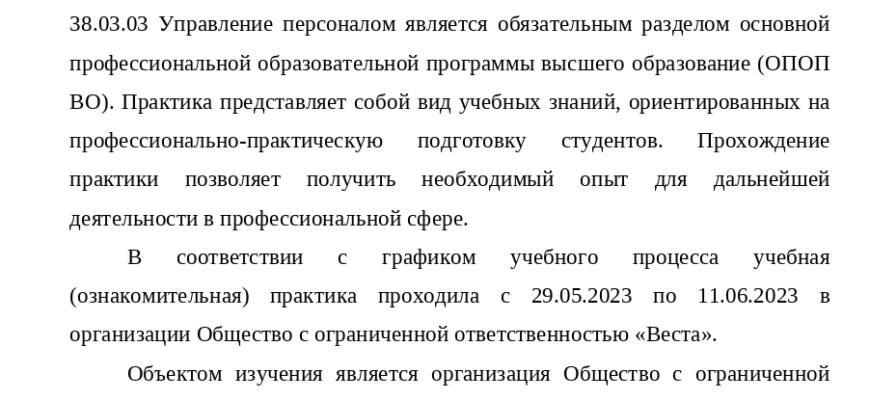 38.03.03 Управление персоналом является обязательным разделом основной
профессиональной образовательной программы высшего образование (ОПОП
ВО). Практика представляет собой вид учебных знаний, ориентированных на
профессионально-практическую подготовку студентов. Прохождение
практики позволяет получить необходимый опыт для дальнейшей
деятельности в профессиональной сфере.
В соответствии с графиком учебного процесса учебная
(ознакомительная) практика проходила с 29.05.2023 по 11.06.2023 в
организации Общество с ограниченной ответственностью «Веста».
Объектом изучения является организация Общество с ограниченной